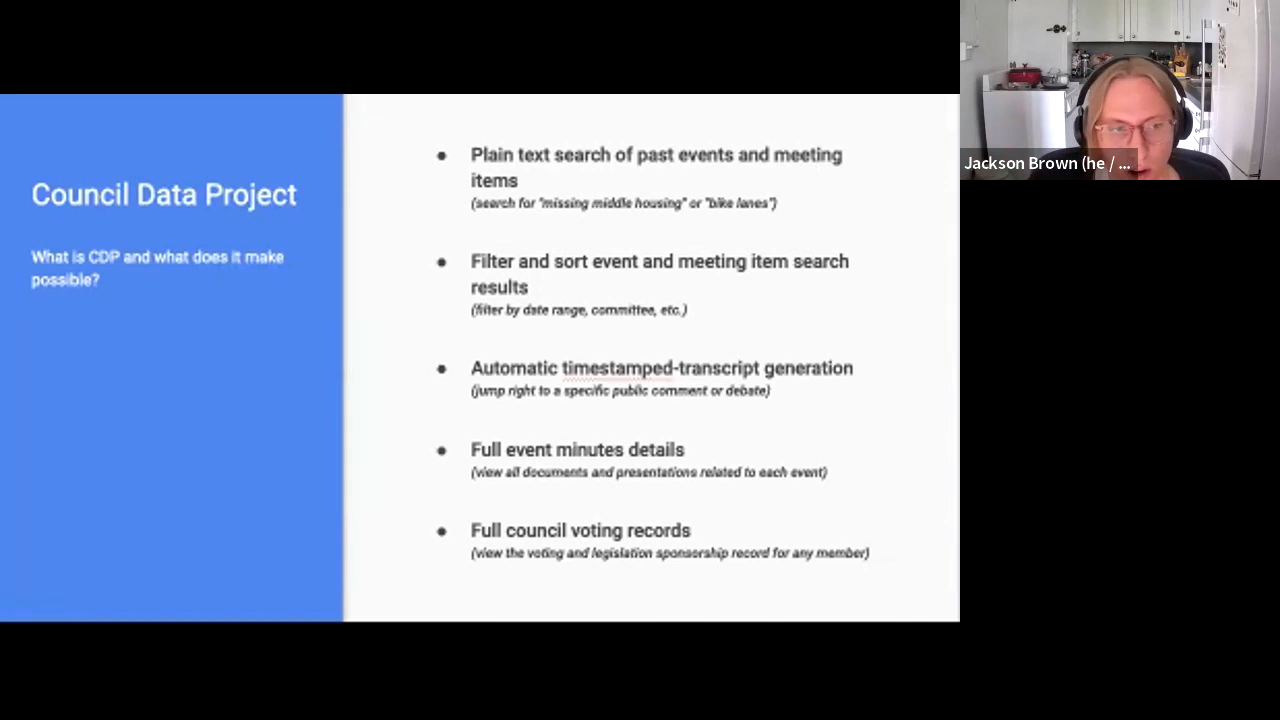 Council Data Project
What is CDP and what does it make
possible?
● Plain text search of past events and meeting
items
(search for "missing middle housing" or "bike lanes")
● Filter and sort event and meeting item search
results
(filter by date range, committee, etc.)
● Automatic timestamped-transcript generation
(jump right to a specific public comment or debate)
● Full event minutes details
(view all documents and presentations related to each event)
● Full council voting records
(view the voting and legislation sponsorship record for any member)
Jackson Brown (he / ...